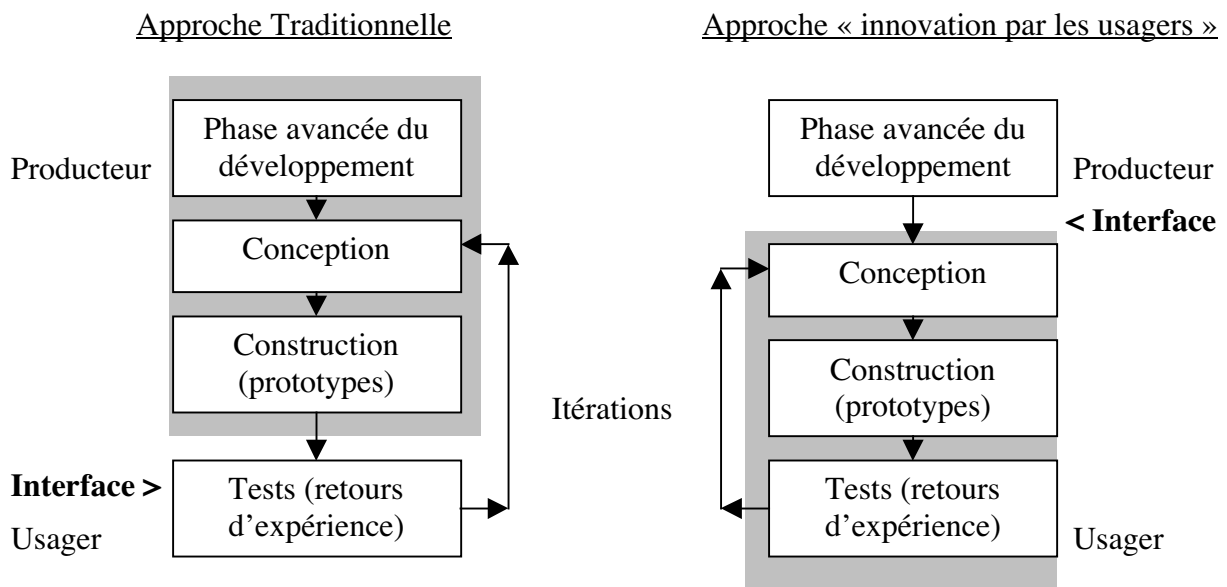 Approche Traditionnelle
Phase avancée du
développement
Producteur
Conception
Construction
(prototypes)
Interface >
Tests (retours
d’expérience)
Usager
Itérations
Approche « innovation par les usagers »
Phase avancée du
développement
Producteur
< Interface
Conception
Construction
(prototypes)
Tests (retours
d’expérience)
Usager